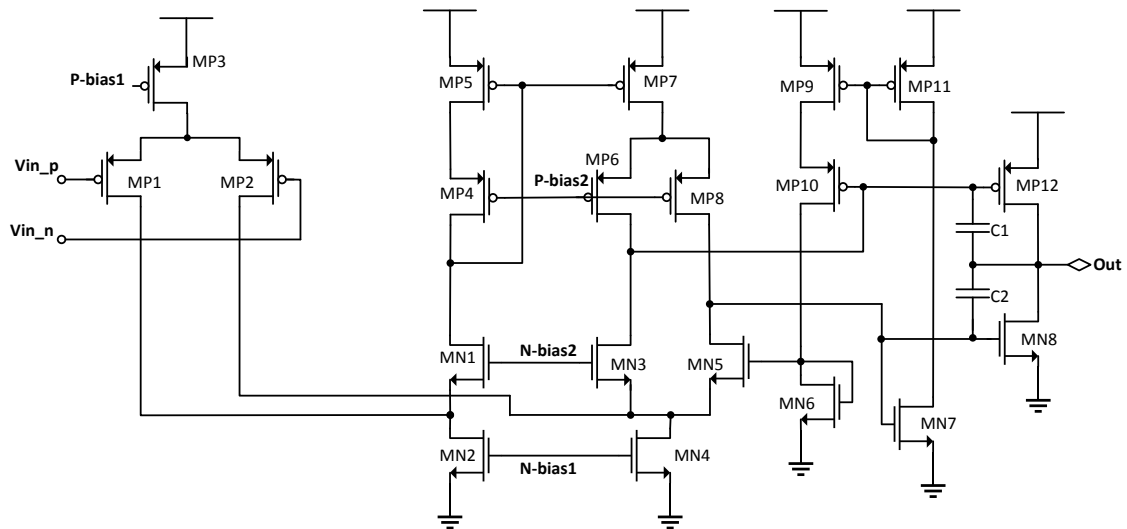 MP3
P-bias1
MP5
MP7
MP9
MP11
Vin_p
MP1
MP2
MP6
MP4
P-bias2
MP8
MP10
MP12
Vin_n
C1
Out
C2
MN1
N-bias2
MN3
MN5
MN8
MN6
MN7
MN2
N-bias1
MN4